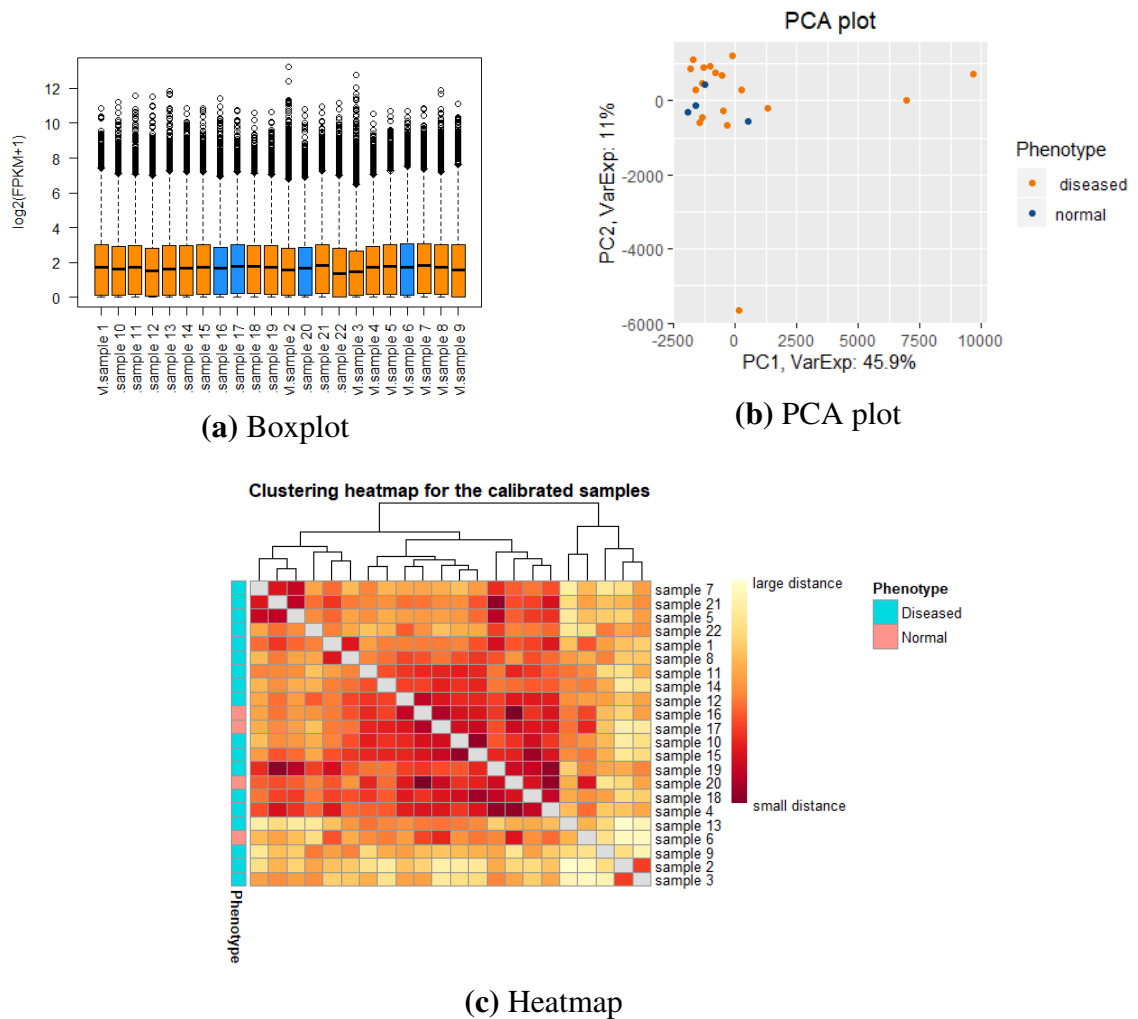 log2(FPKM+1)
12
10
8
6
4
2
0
vl.sample 1
.sample 10
.sample 11
.sample 12
.sample 13
.sample 14
.sample 15
.sample 16
.sample 17
.sample 18
.sample 19
vl.sample 2
.sample 20
.sample 21
.sample 22
vl.sample 3
vl.sample 4
vl.sample 5
vl.sample 6
vl.sample 7
vl.sample 8
vl.sample 9
(a) Boxplot
PCA plot
PC2, VarExp: 11%
0
-2000
-4000
-6000
-2500
0
2500
5000
7500
10000
PC1, VarExp: 45.9%
Phenotype
diseased
normal
(b) PCA plot
Clustering heatmap for the calibrated samples
sample 7
sample 21
sample 5
sample 22
sample 1
sample 8
sample 11
sample 14
sample 12
sample 16
sample 17
sample 10
sample 15
sample 19
sample 20
sample 18
sample 4
sample 13
sample 6
sample 9
sample 2
sample 3
Phenotype
large distance
small distance
Phenotype
Diseased
Normal
(c) Heatmap